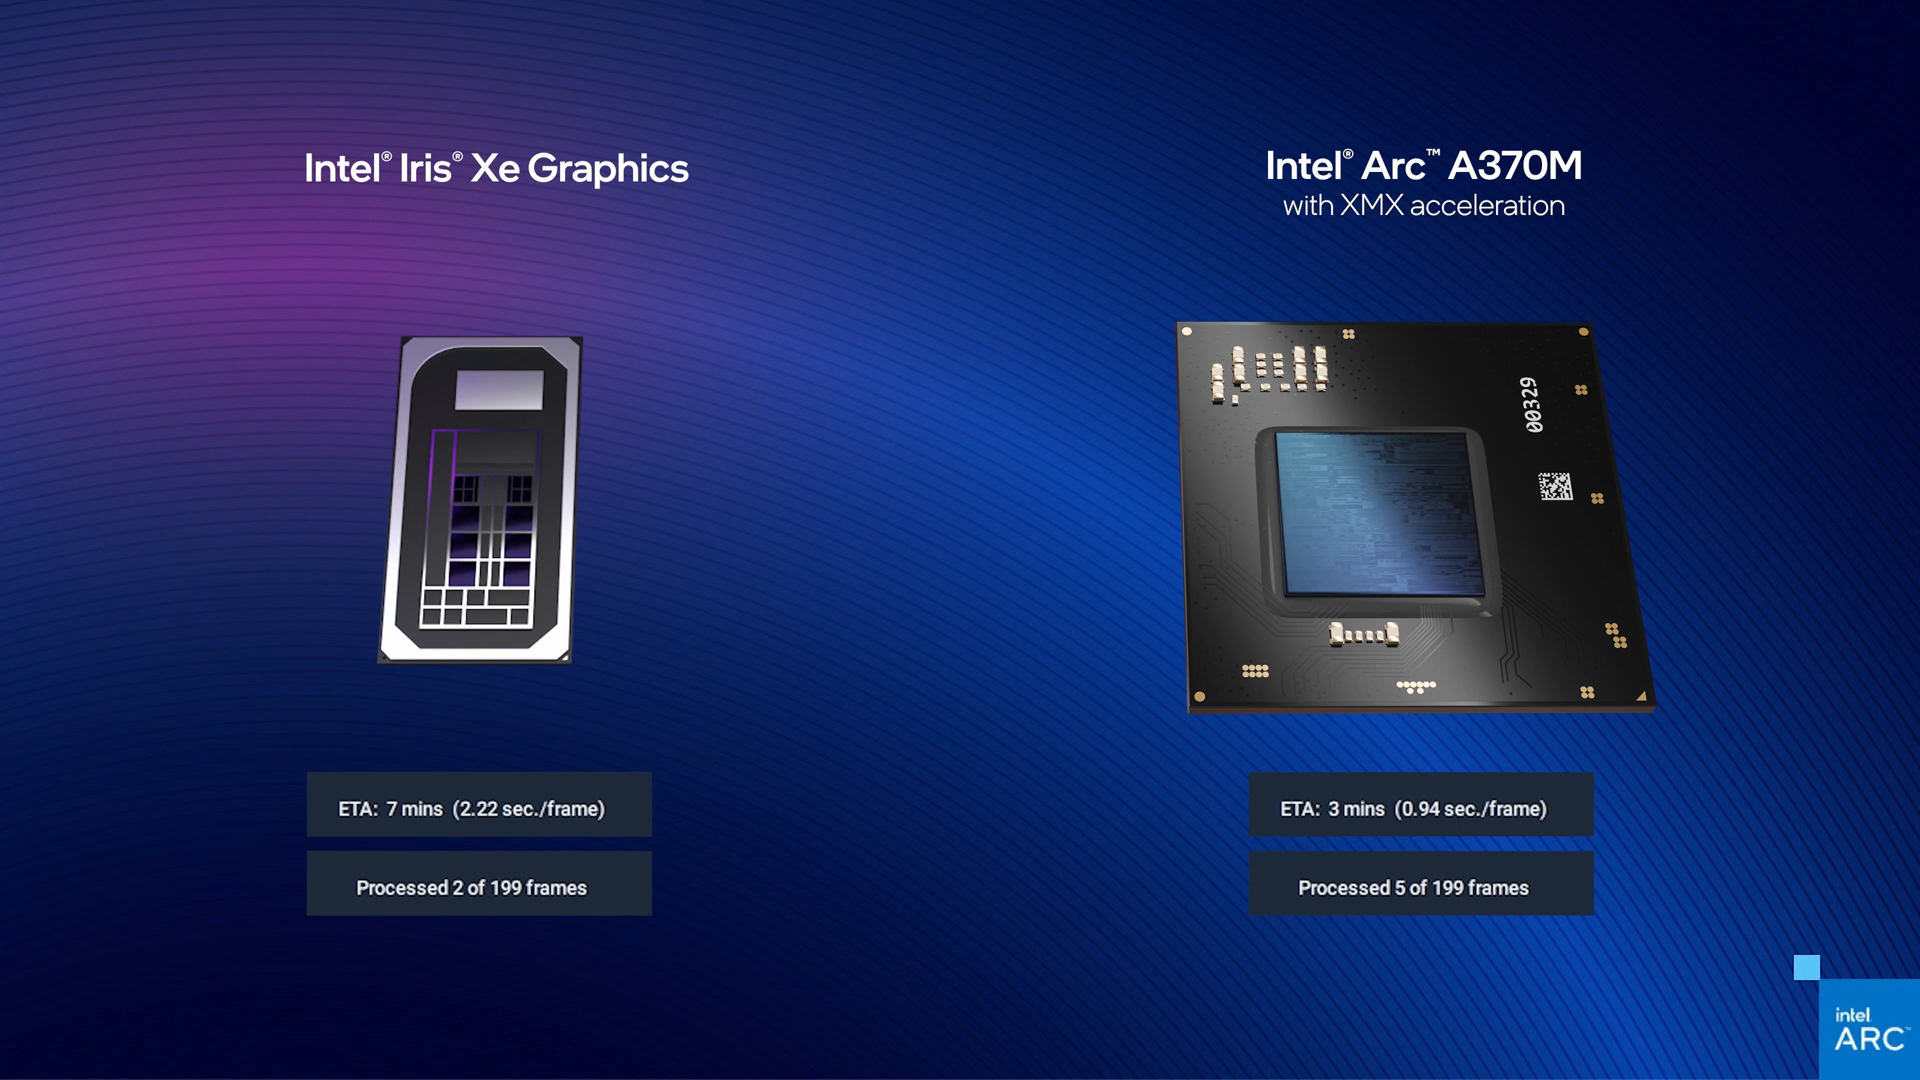 Intel® Iris® Xe Graphics
Intel® Arc™ A370M
with XMX acceleration
00329
ETA: 7 mins (2.22 sec./frame)
Processed 2 of 199 frames
ETA: 3 mins (0.94 sec./frame)
Processed 5 of 199 frames
intel
ARC™